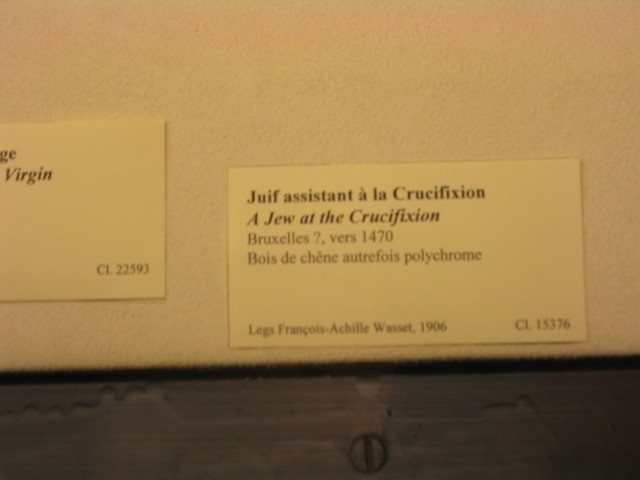 ge
Virgin
Cl. 22593
Juif assistant à la Crucifixion
A Jew at the Crucifixion
Bruxelles ?, vers 1470
Bois de chêne autrefois polychrome
Legs François-Achille Wasset, 1906
Cl. 15376